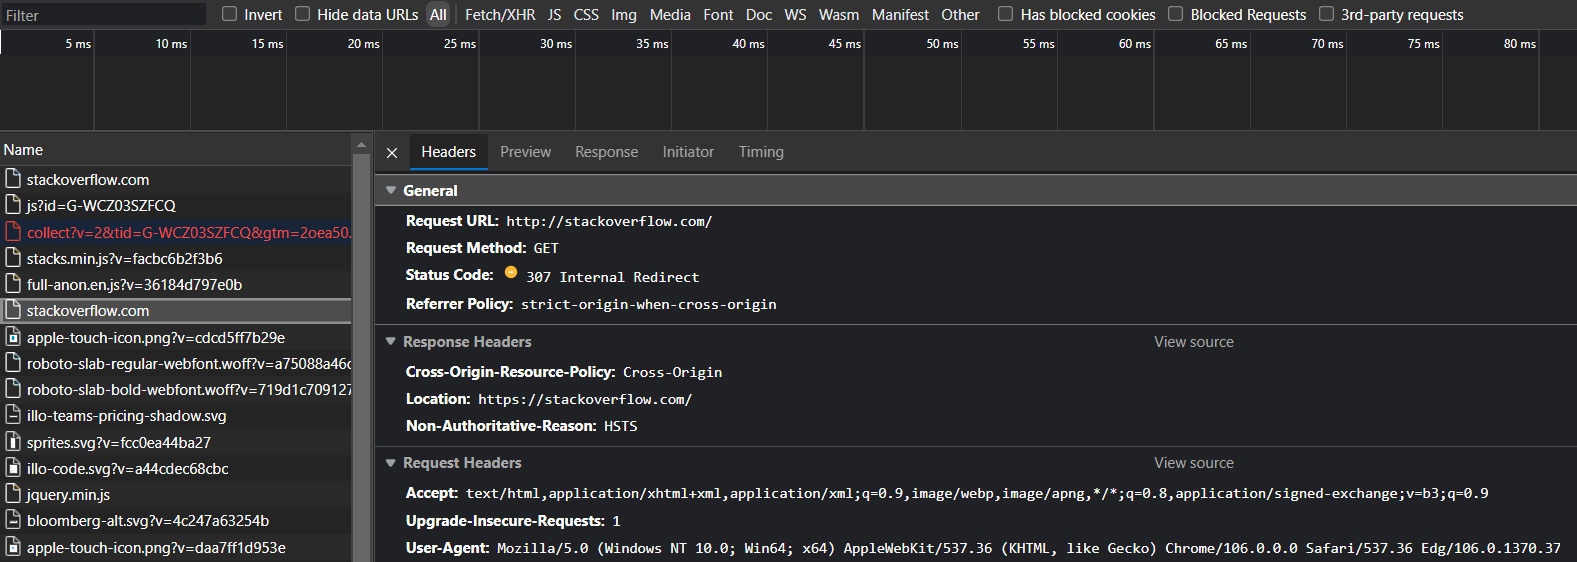 Filter Invert Hide data URLs All Fetch/XHR JS CSS Img Media Font Doc WS Wasm Manifest Other Has blocked cookies Blocked Requests 3rd-party requests
5 ms 10 ms 15 ms 20 ms 25 ms 30 ms 35 ms 40 ms 45 ms 50 ms 55 ms 60 ms 65 ms 70 ms 75 ms 80 ms
Name
stackoverflow.com
js?id=G-WCZ03SZFCQ
collect?v=2&tid=G-WCZ03SZFCQ&gtm=2oea50.
stacks.min.js?v=facbc6b2f3b6
full-anon.en.js?v=36184d797e0b
stackoverflow.com
apple-touch-icon.png?v=cdcd5ff7b29e
roboto-slab-regular-webfont.woff?v=a75088a46c
roboto-slab-bold-webfont.woff?v=719d1c709127
illo-teams-pricing-shadow.svg
sprites.svg?v=fcc0ea44ba27
illo-code.svg?v=a44cdec68cbc
jquery.min.js
bloomberg-alt.svg?v=4c247a63254b
apple-touch-icon.png?v=daa7ff1d953e
Headers Preview Response Initiator Timing
General
Request URL: http://stackoverflow.com/
Request Method: GET
Status Code: 307 Internal Redirect
Referrer Policy: strict-origin-when-cross-origin
Response Headers View source
Cross-Origin-Resource-Policy: Cross-Origin
Location: https://stackoverflow.com/
Non-Authoritative-Reason: HSTS
Request Headers View source
Accept: text/html,application/xhtml+xml,application/xml;q=0.9,image/webp,image/apng,*/*;q=0.8,application/signed-exchange;v=b3;q=0.9
Upgrade-Insecure-Requests: 1
User-Agent: Mozilla/5.0 (Windows NT 10.0; Win64; x64) AppleWebKit/537.36 (KHTML, like Gecko) Chrome/106.0.0.0 Safari/537.36 Edg/106.0.1370.37